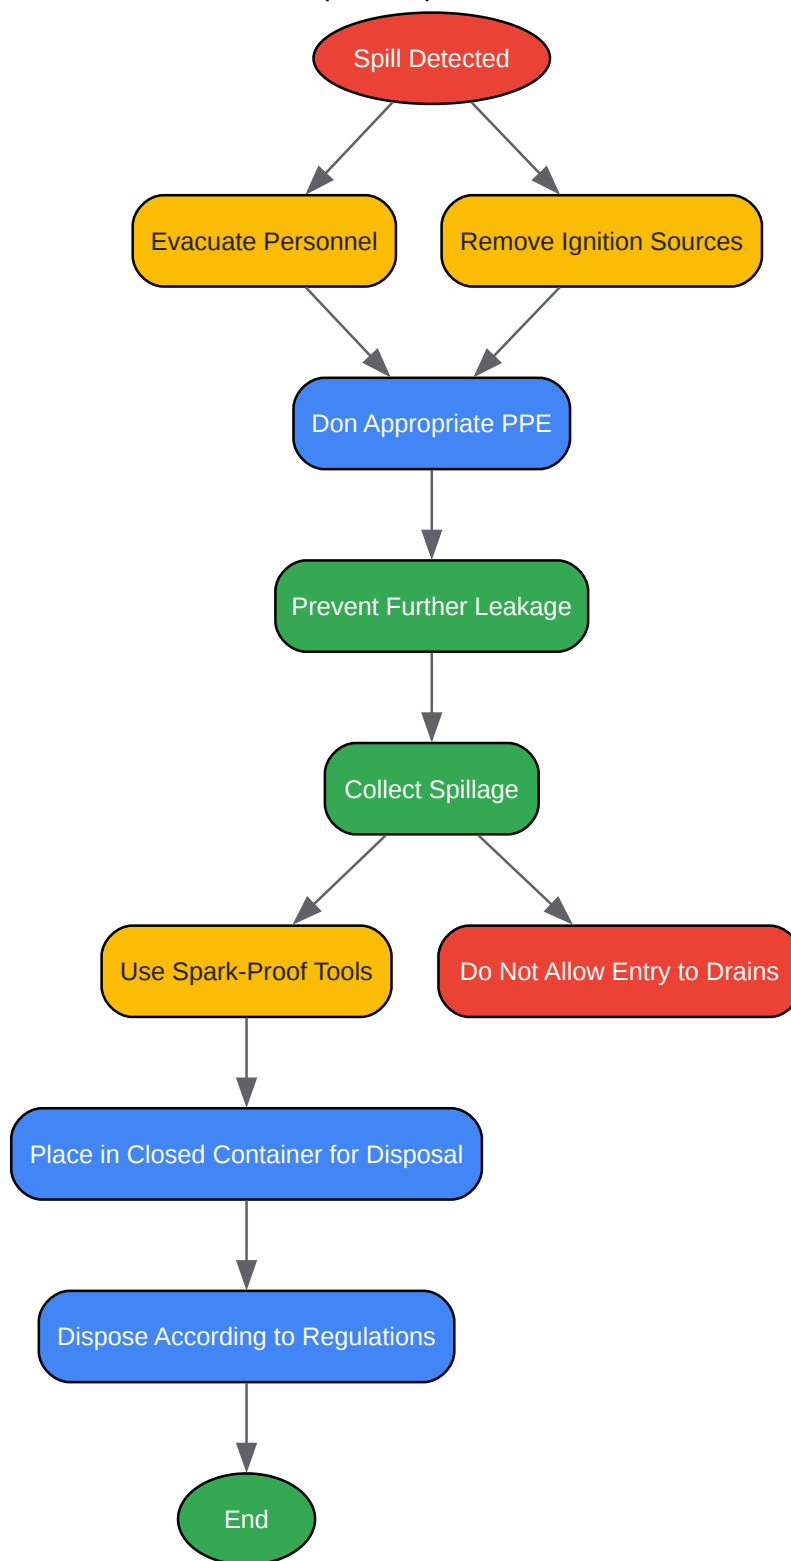 Spill Detected
Evacuate Personnel
Remove Ignition Sources
Don Appropriate PPE
Prevent Further Leakage
Collect Spillage
Use Spark-Proof Tools
Do Not Allow Entry to Drains
Place in Closed Container for Disposal
Dispose According to Regulations
End